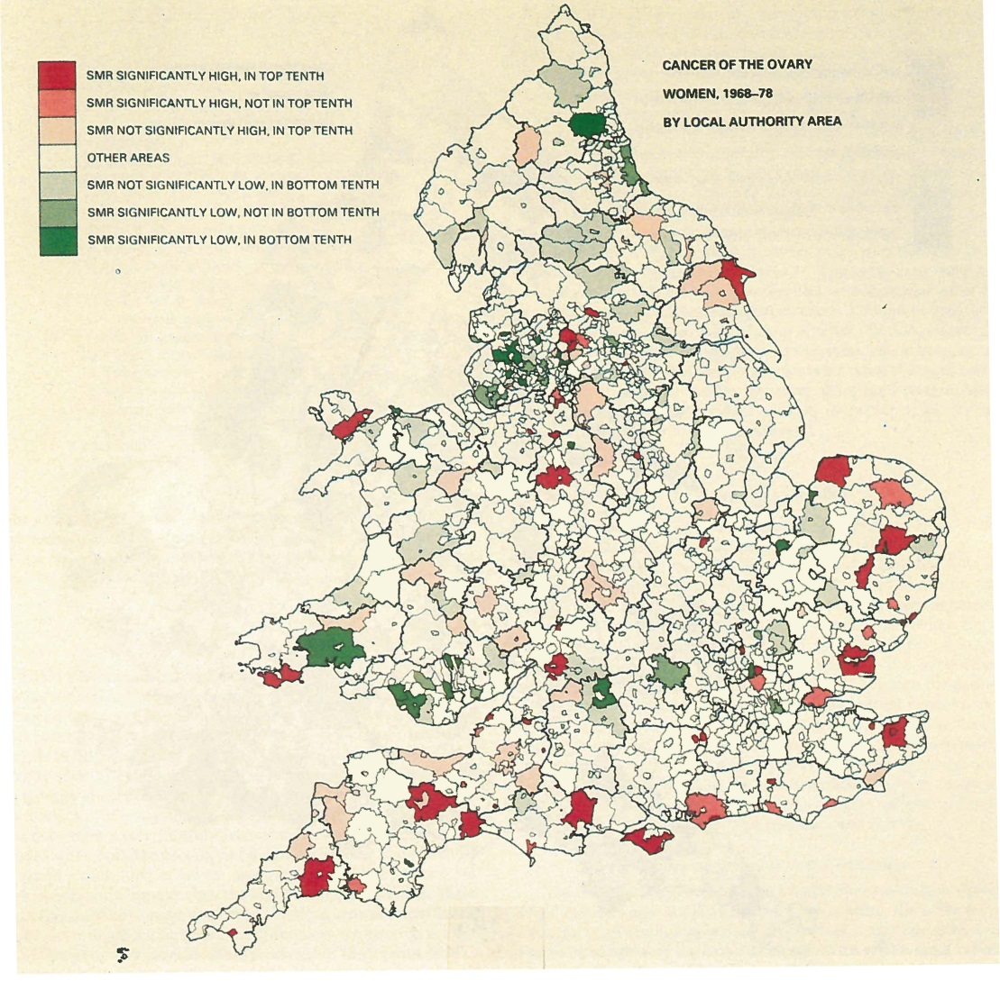 SMR SIGNIFICANTLY HIGH, IN TOP TENTH
SMR SIGNIFICANTLY HIGH, NOT IN TOP TENTH
SMR NOT SIGNIFICANTLY HIGH, IN TOP TENTH
OTHER AREAS
SMR NOT SIGNIFICANTLY LOW, IN BOTTOM TENTH
SMR SIGNIFICANTLY LOW, NOT IN BOTTOM TENTH
SMR SIGNIFICANTLY LOW, IN BOTTOM TENTH
CANCER OF THE OVARY
WOMEN, 1968–78
BY LOCAL AUTHORITY AREA